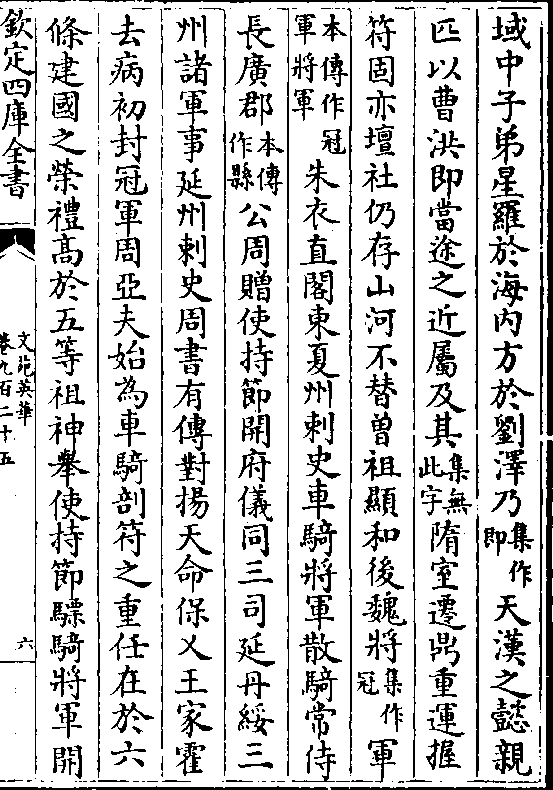 域中子弟星羅於海内方於劉澤乃集作即天漢之懿親
匹以曹洪即當途之近屬及其集無此字隋室遷鼎重運握
符固亦壇社仍存山河不替曽祖顯和後魏將集作冠軍
本傳作冠軍將軍朱衣直閣東夏州刺史車騎將軍散騎常侍
長廣郡本傳作縣公周贈使持節開府儀同三司延丹綏三
州諸軍事延州刺史周書有傳對揚天命保乂王家霍
去病初封冠軍周亞夫始為車騎剖符之重任在於六
條建國之榮禮髙於五等祖神舉使持節驃騎將軍開
欽定四庫全書
文苑英華
卷九百二十五
六